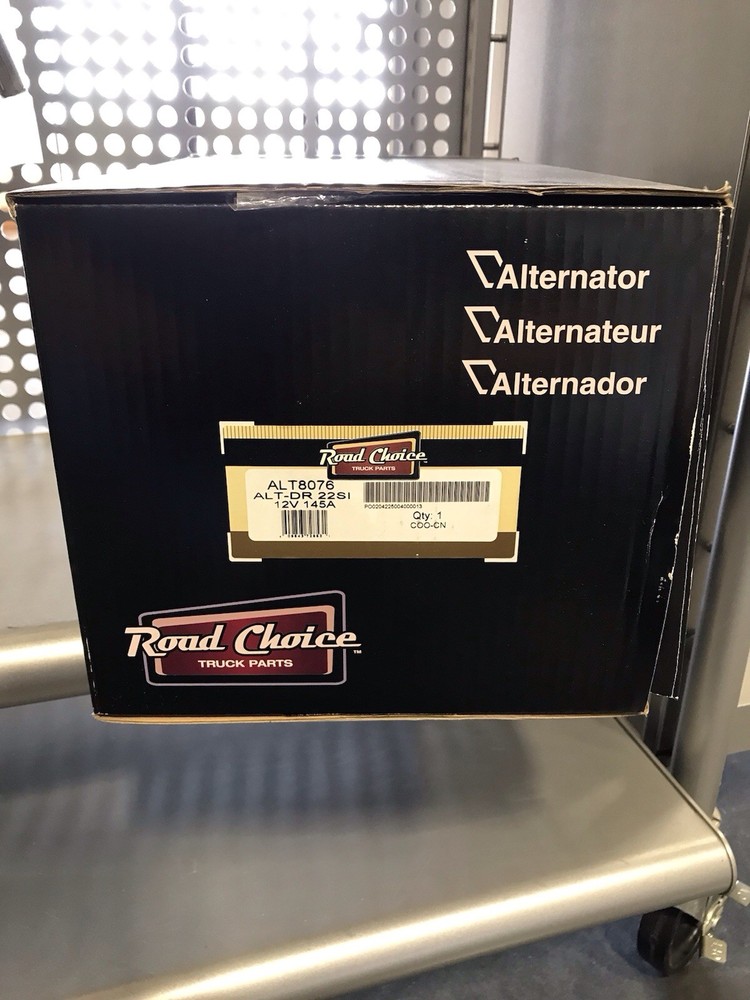 Alternator
Alternateur
Alternador
Road Choice
TRUCK PARTS
ALT8076
ALT-DR 22SI
12V 145A
Qty: 1
COO-CN
Road Choice™
TRUCK PARTS